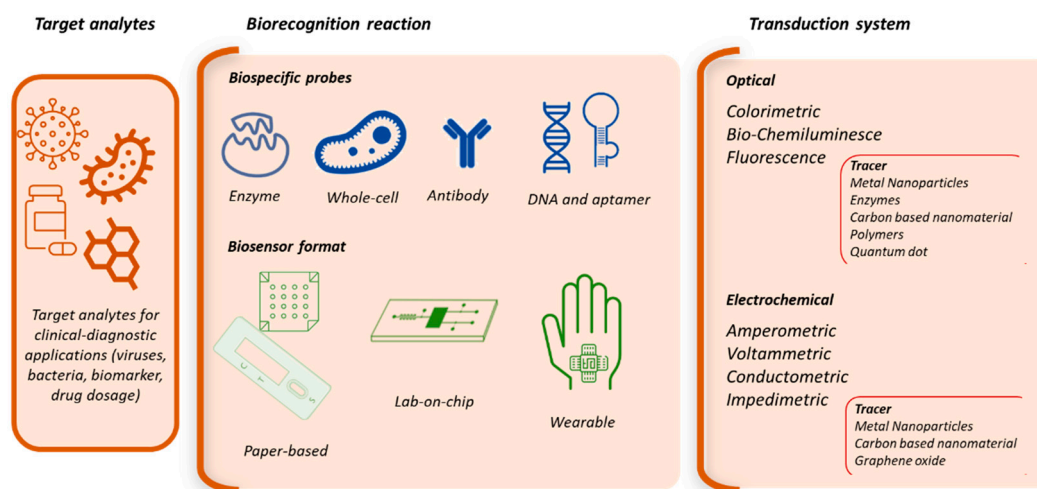 Target analytes
Biorecognition reaction
Transduction system
Target analytes for
clinical-diagnostic
applications (viruses,
bacteria, biomarker,
drug dosage)
Biospecific probes
Enzyme
Whole-cell
Antibody
DNA and aptamer
Biosensor format
C T S
Paper-based
Lab-on-chip
Wearable
Optical
Colorimetric
Bio-Chemiluminesce
Fluorescence
Tracer
Metal Nanoparticles
Enzymes
Carbon based nanomaterial
Polymers
Quantum dot
Electrochemical
Amperometric
Voltammetric
Conductometric
Impedimetric
Tracer
Metal Nanoparticles
Carbon based nanomaterial
Graphene oxide